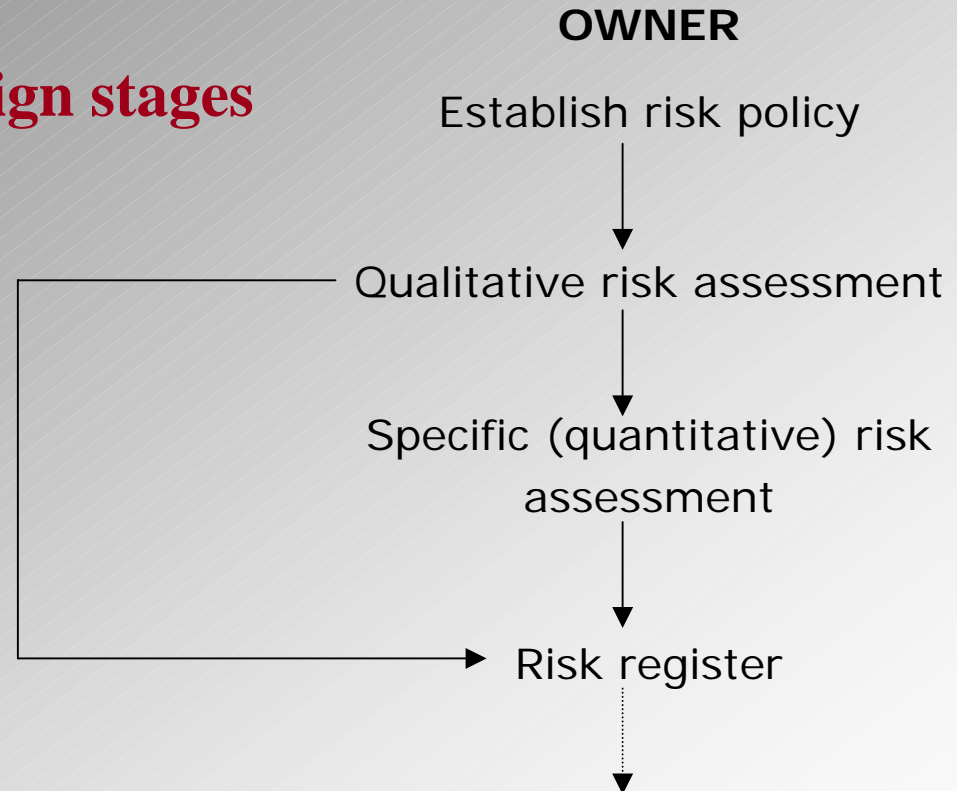 OWNER
ign stages
Establish risk policy
Qualitative risk assessment
Specific (quantitative) risk
assessment
Risk register